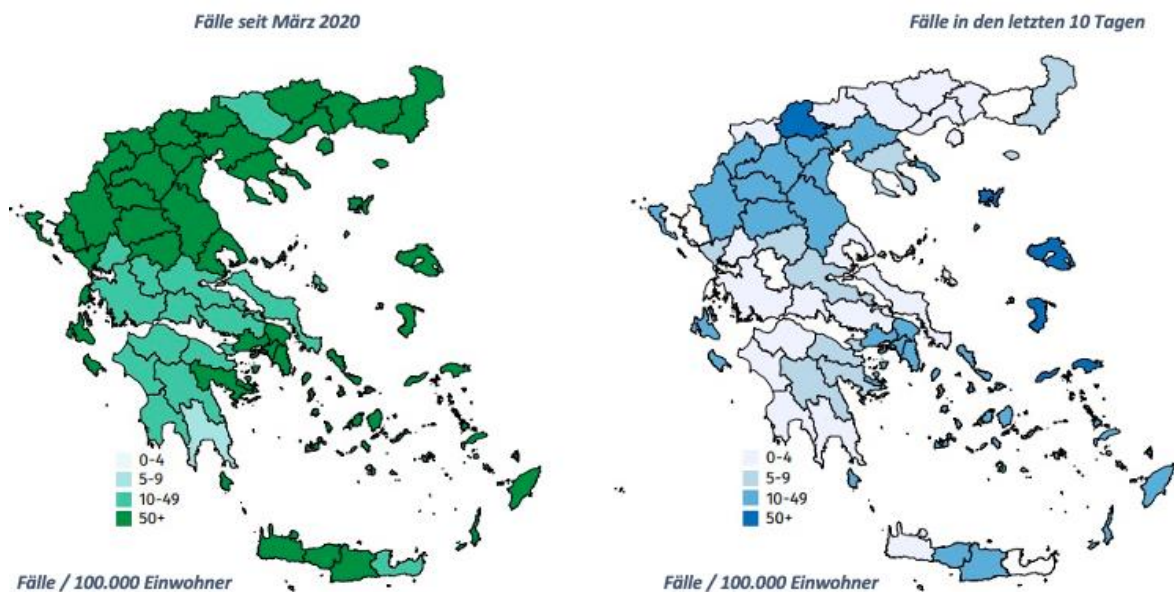 Fälle seit März 2020
Fälle in den letzten 10 Tagen
0-4
5-9
10-49
50+
0-4
5-9
10-49
50+
Fälle / 100.000 Einwohner
Fälle / 100.000 Einwohner